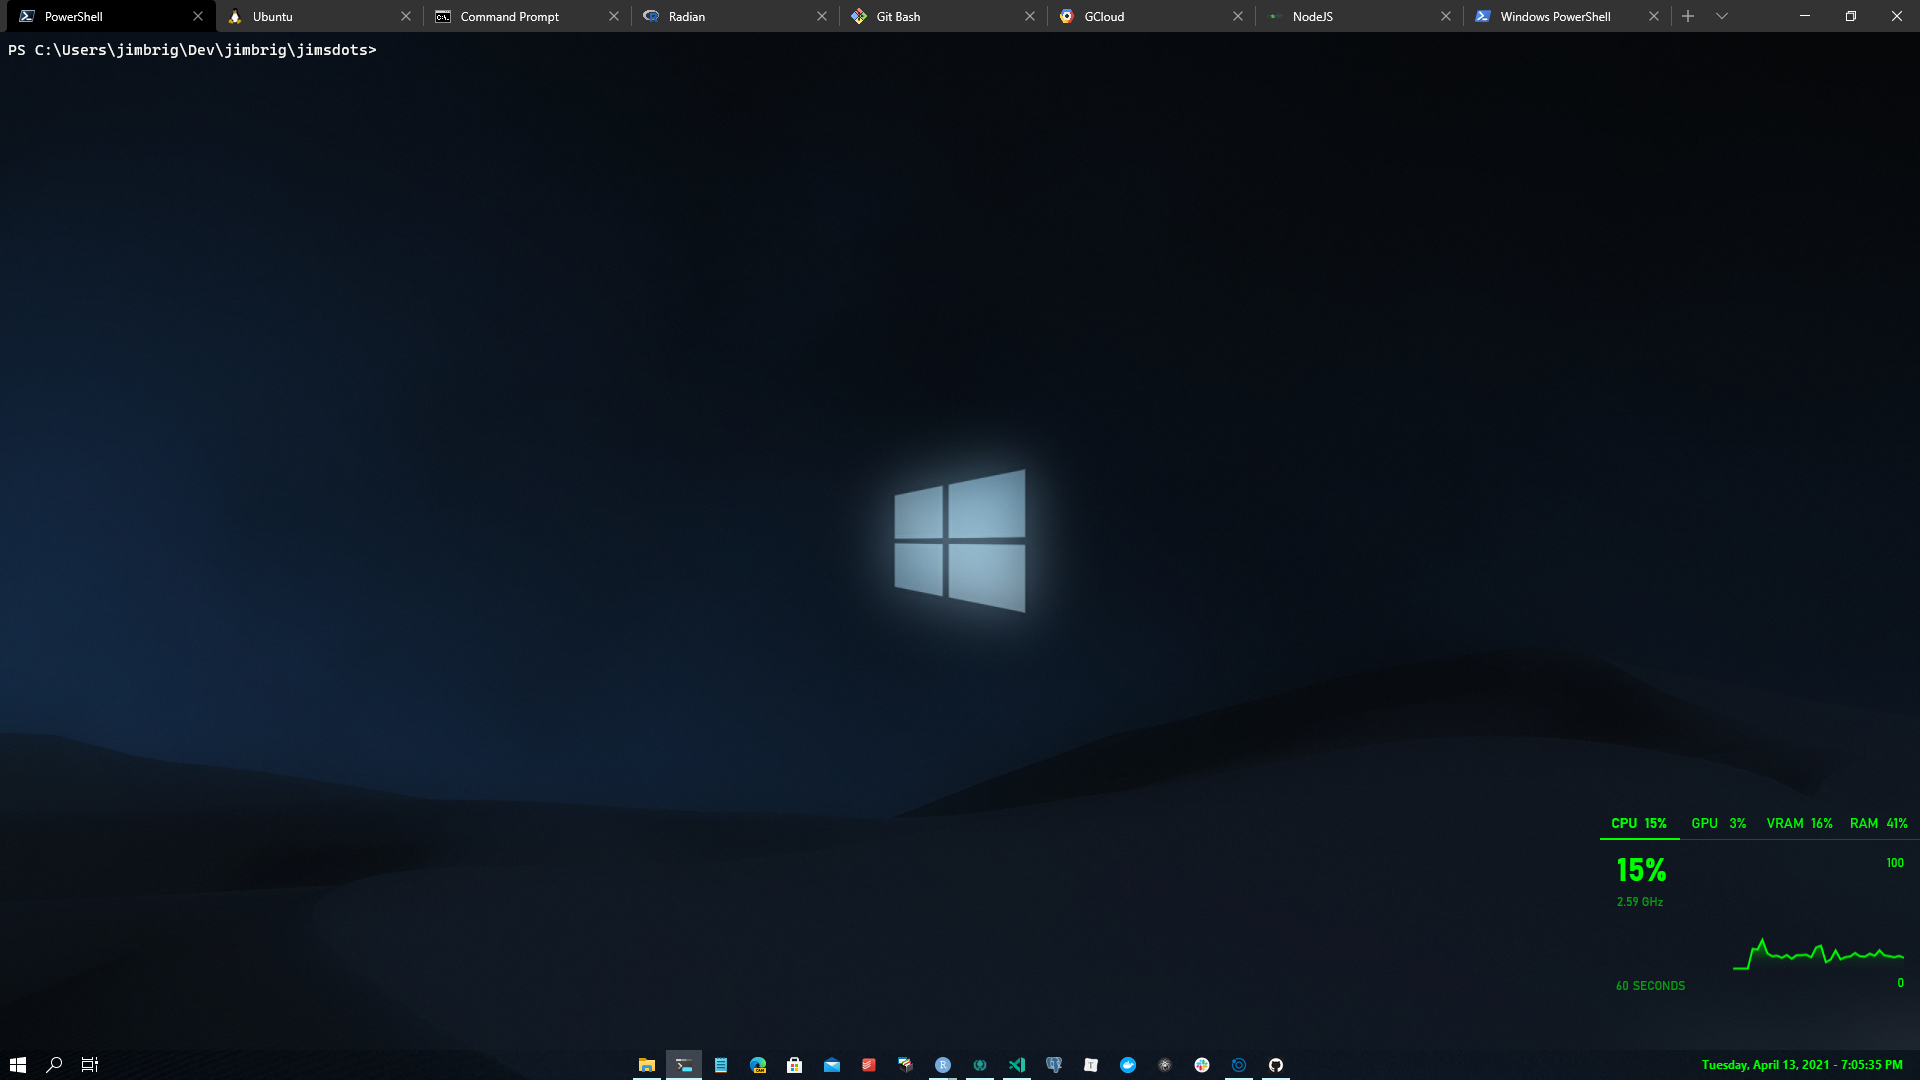 PowerShell
Ubuntu
Command Prompt
Radian
Git Bash
GCloud
NodeJS
Windows PowerShell
PS C:\Users\jimbrig\Dev\jimbrig\jimsdots>
CPU 15% GPU 3% VRAM 16% RAM 41%
15% 100
2.59 GHz
60 SECONDS 0
Tuesday, April 13, 2021 - 7:05:35 PM